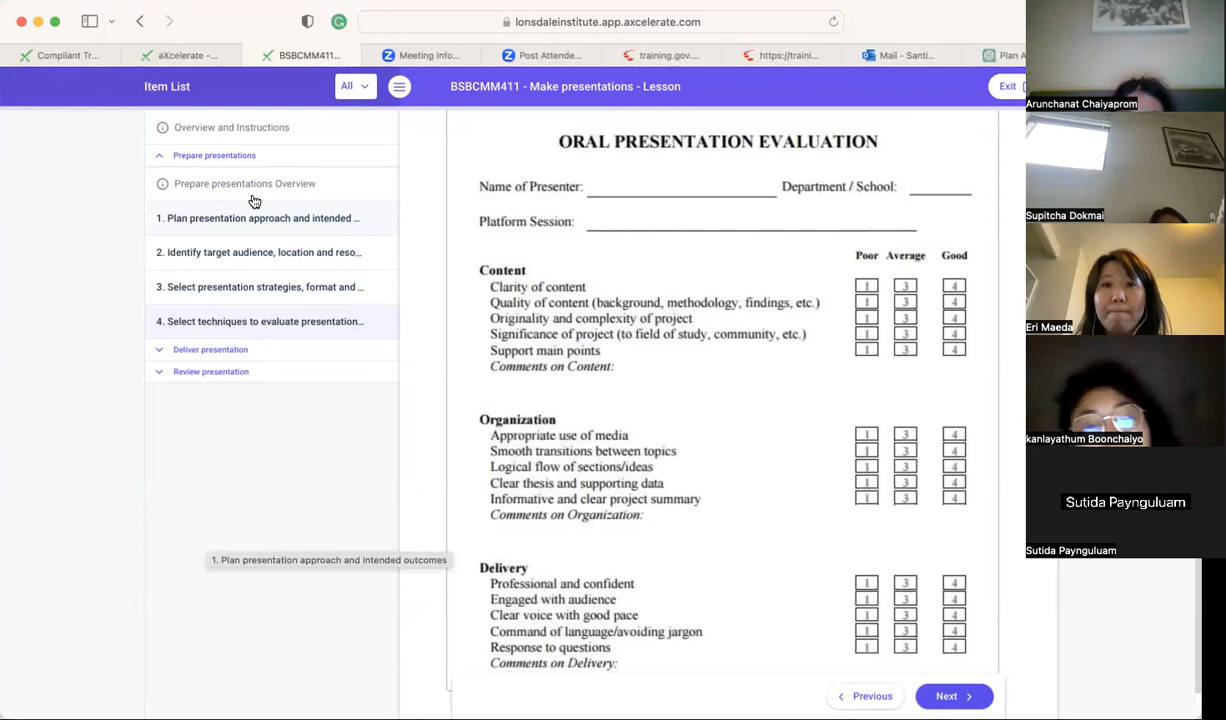 lonsdaleinstitute.app.axcelerate.com
Compliant Tr...
aXcelerate -...
BSBCMM411...
Meeting Info...
Post Attende...
training.gov....
https://traini...
Mail – Santi...
Plan A
Item List
All
BSBCMM411 - Make presentations - Lesson
Exit
Overview and Instructions
Prepare presentations
Prepare presentations Overview
1. Plan presentation approach and intended ...
2. Identify target audience, location and reso...
3. Select presentation strategies, format and ...
4. Select techniques to evaluate presentation...
Deliver presentation
Review presentation
1. Plan presentation approach and intended outcomes
ORAL PRESENTATION EVALUATION
Name of Presenter: Department / School:
Platform Session:
Poor Average Good
Content
Clarity of content 1 3 4
Quality of content (background, methodology, findings, etc.) 1 3 4
Originality and complexity of project 1 3 4
Significance of project (to field of study, community, etc.) 1 3 4
Support main points 1 3 4
Comments on Content:
Organization
Appropriate use of media 1 3 4
Smooth transitions between topics 1 3 4
Logical flow of sections/ideas 1 3 4
Clear thesis and supporting data 1 3 4
Informative and clear project summary 1 3 4
Comments on Organization:
Delivery
Professional and confident 1 3 4
Engaged with audience 1 3 4
Clear voice with good pace 1 3 4
Command of language/avoiding jargon 1 3 4
Response to questions 1 3 4
Comments on Delivery:
Previous
Next
Arunchanat Chaiyaprom
Supitcha Dokmai
Eri Maeda
kanlayathum Boonchaiyo
Sutida Paynguluam
Sutida Paynguluam